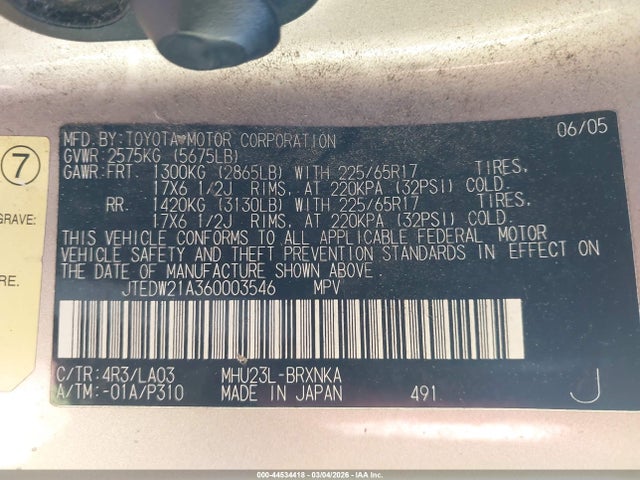 MFD.BY:TOYOTA MOTOR CORPORATION 06/05
GVWR:2575KG (5675LB)
GAWR:FRT. 1300KG (2865LB) WITH 225/65R17 TIRES,
17X6 1/2J RIMS, AT 220KPA (32PSI) COLD.
RR. 1420KG (3130LB) WITH 225/65R17 TIRES,
17X6 1/2J RIMS, AT 220KPA (32PSI) COLD.
THIS VEHICLE CONFORMS TO ALL APPLICABLE FEDERAL MOTOR
VEHICLE SAFETY AND THEFT PREVENTION STANDARDS IN EFFECT ON
THE DATE OF MANUFACTURE SHOWN ABOVE.
JTEDW21A360003546 MPV
C/TR:4R3/LA03 MHU23L-BRXNKA
A/TM:-01A/P310 MADE IN JAPAN 491 J
7
GRAVE:
RE.
000-44534418 - 03/04/2026 - IAAINC.